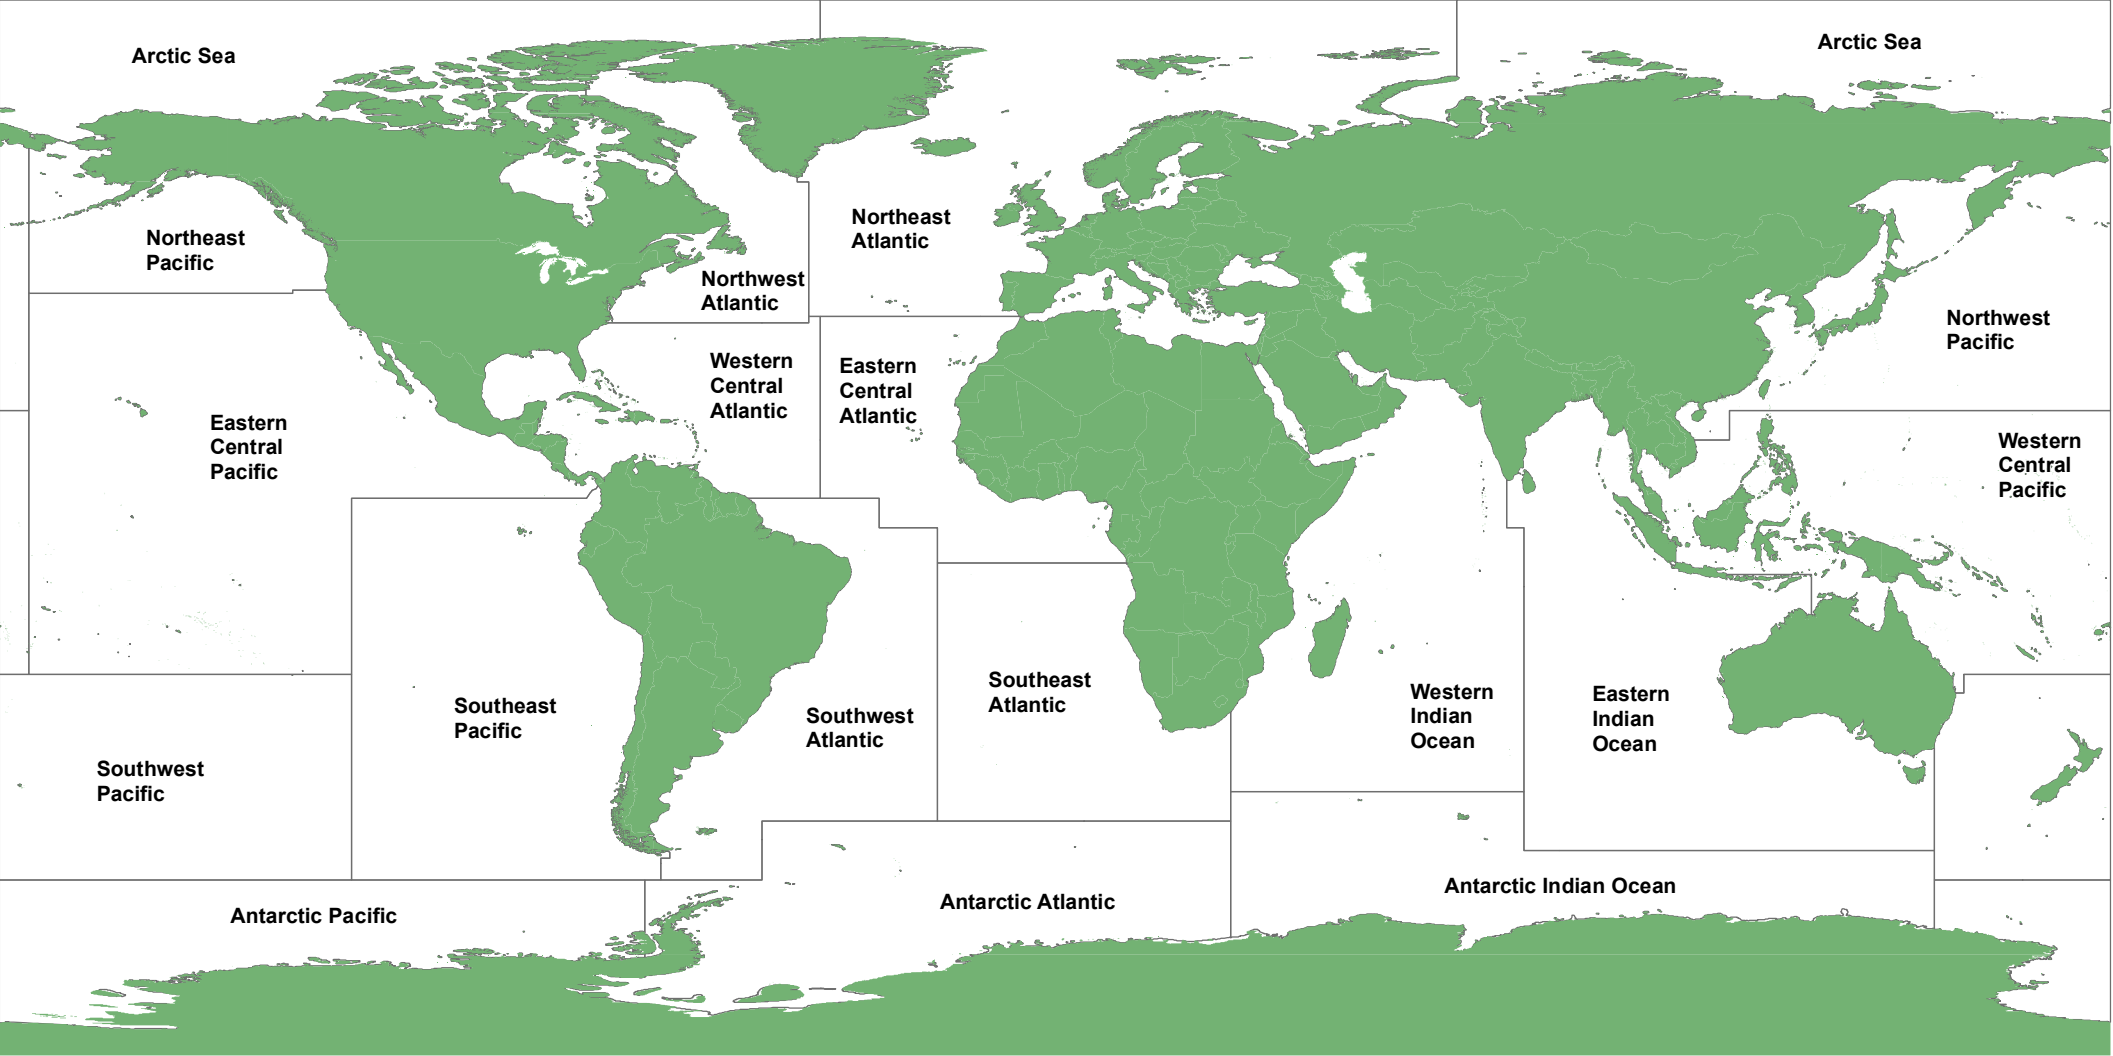 Arctic Sea
Arctic Sea
Northeast
Pacific
Northwest
Atlantic
Northeast
Atlantic
Northwest
Pacific
Eastern
Central
Pacific
Western
Central
Atlantic
Eastern
Central
Atlantic
Western
Central
Pacific
Southwest
Pacific
Southeast
Pacific
Southwest
Atlantic
Southeast
Atlantic
Western
Indian
Ocean
Eastern
Indian
Ocean
Antarctic Pacific
Antarctic Atlantic
Antarctic Indian Ocean